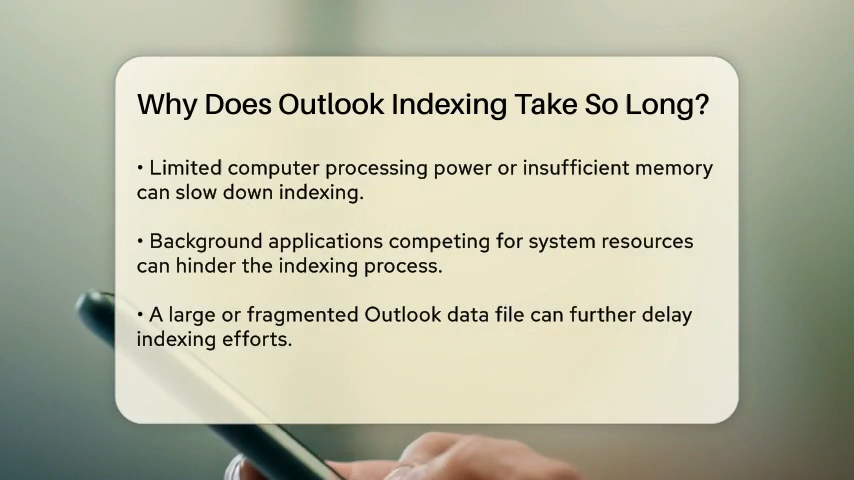 Why Does Outlook Indexing Take So Long?
• Limited computer processing power or insufficient memory
can slow down indexing.
• Background applications competing for system resources
can hinder the indexing process.
• A large or fragmented Outlook data file can further delay
indexing efforts.